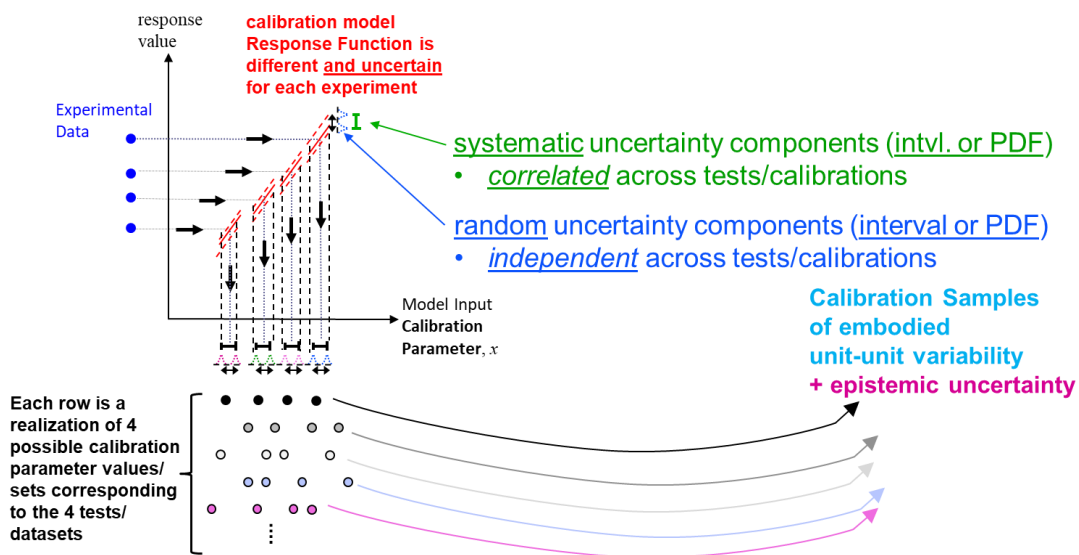 response
value
calibration model
Response Function is
different and uncertain
for each experiment
Experimental
Data
systematic uncertainty components (intvl. or PDF)
• correlated across tests/calibrations
random uncertainty components (interval or PDF)
• independent across tests/calibrations
Model Input
Calibration
Parameter, x
Calibration Samples
of embodied
unit-unit variability
+ epistemic uncertainty
Each row is a
realization of 4
possible calibration
parameter values/
sets corresponding
to the 4 tests/
datasets